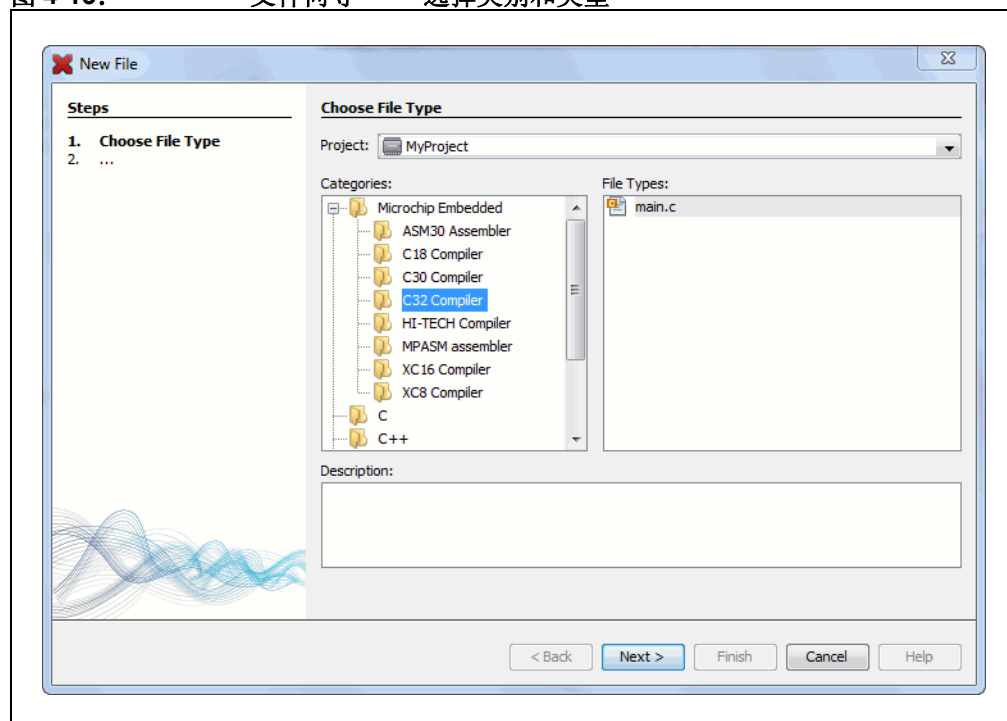 New File
Steps
1. Choose File Type
2. ...
Choose File Type
Project: MyProject
Categories:
Microchip Embedded
ASM30 Assembler
C18 Compiler
C30 Compiler
C32 Compiler
HI-TECH Compiler
MPASM assembler
XC16 Compiler
XC8 Compiler
C
C++
File Types:
main.c
Description:
< Back Next > Finish Cancel Help